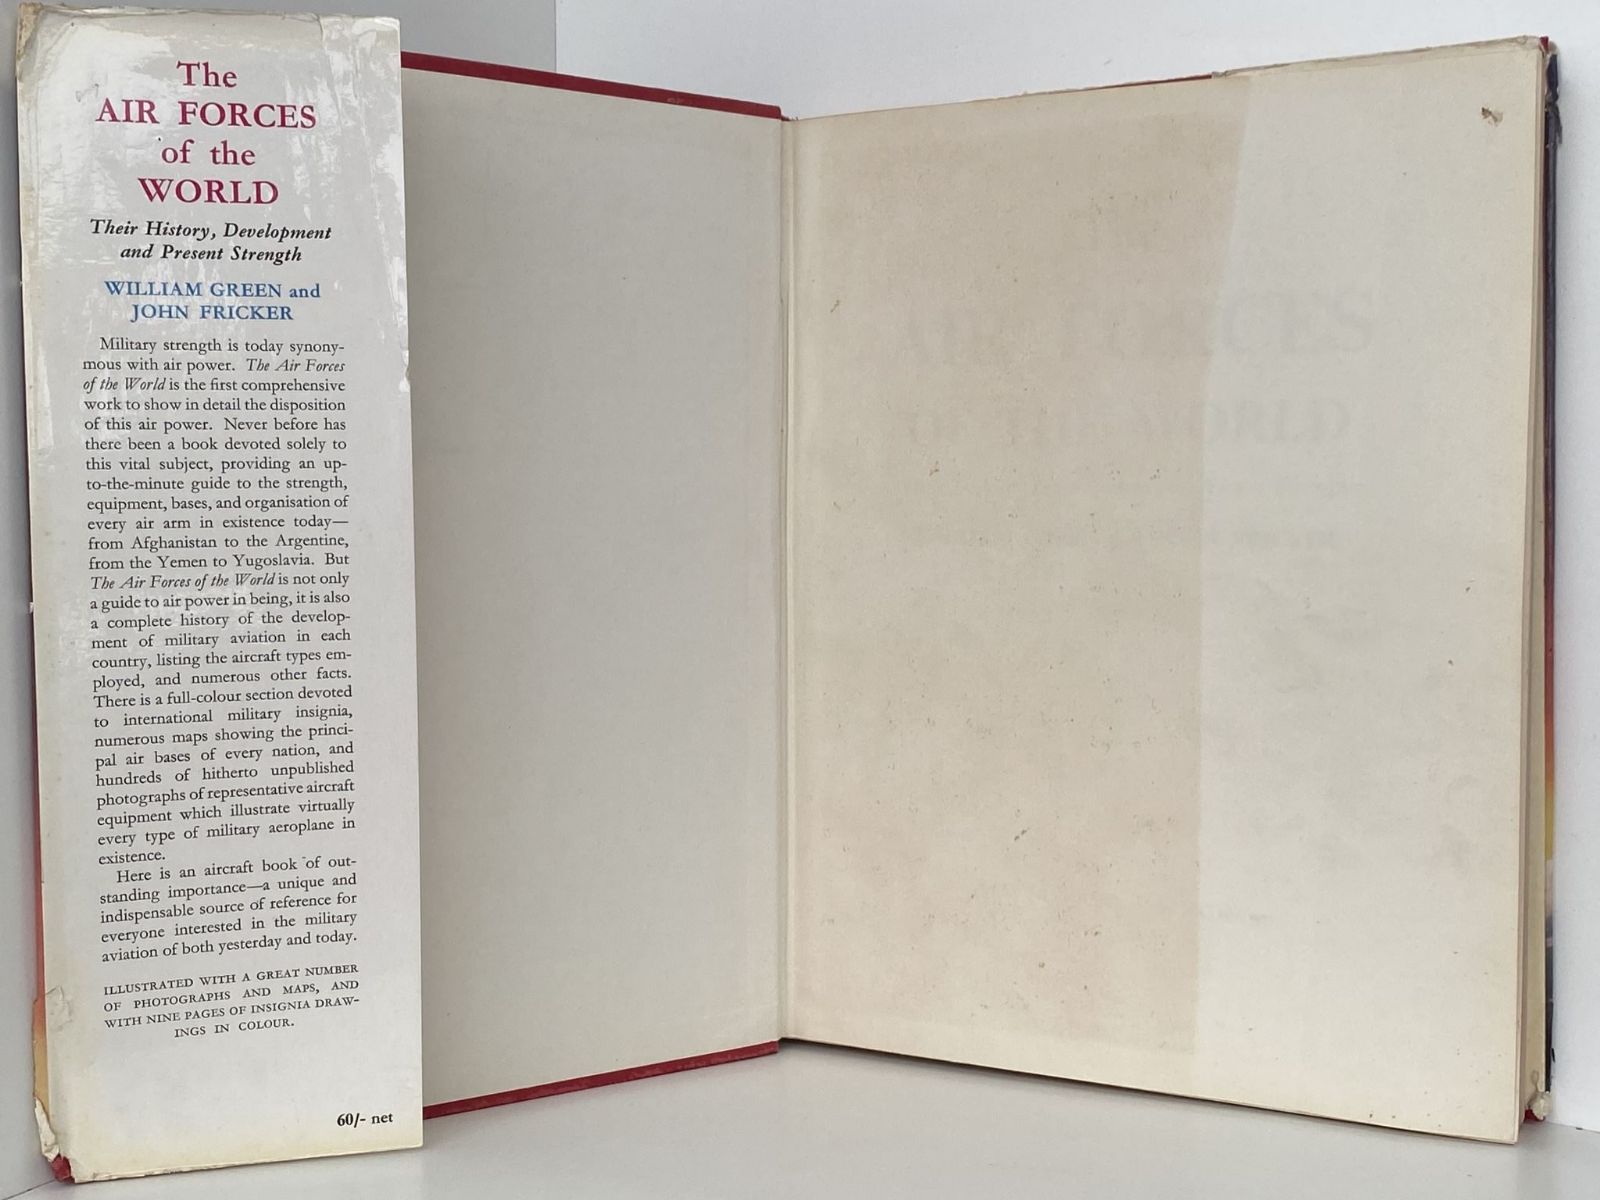 The
AIR FORCES
of the
WORLD
Their History, Development
and Present Strength
WILLIAM GREEN and
JOHN FRICKER
Military strength is today synony-
mous with air power. The Air Forces
of the World is the first comprehensive
work to show in detail the disposition
of this air power. Never before has
there been a book devoted solely to
this vital subject, providing an up-
to-the-minute guide to the strength,
equipment, bases, and organisation of
every air arm in existence today—
from Afghanistan to the Argentine,
from the Yemen to Yugoslavia. But
The Air Forces of the World is not only
a guide to air power in being, it is also
a complete history of the develop-
ment of military aviation in each
country, listing the aircraft types em-
ployed, and numerous other facts.
There is a full-colour section devoted
to international military insignia,
numerous maps showing the princi-
pal air bases of every nation, and
hundreds of hitherto unpublished
photographs of representative aircraft
equipment which illustrate virtually
every type of military aeroplane in
existence.
Here is an aircraft book of out-
standing importance—a unique and
indispensable source of reference for
everyone interested in the military
aviation of both yesterday and today.
ILLUSTRATED WITH A GREAT NUMBER
OF PHOTOGRAPHS AND MAPS, AND
WITH NINE PAGES OF INSIGNIA DRAW-
INGS IN COLOUR.
60/- net